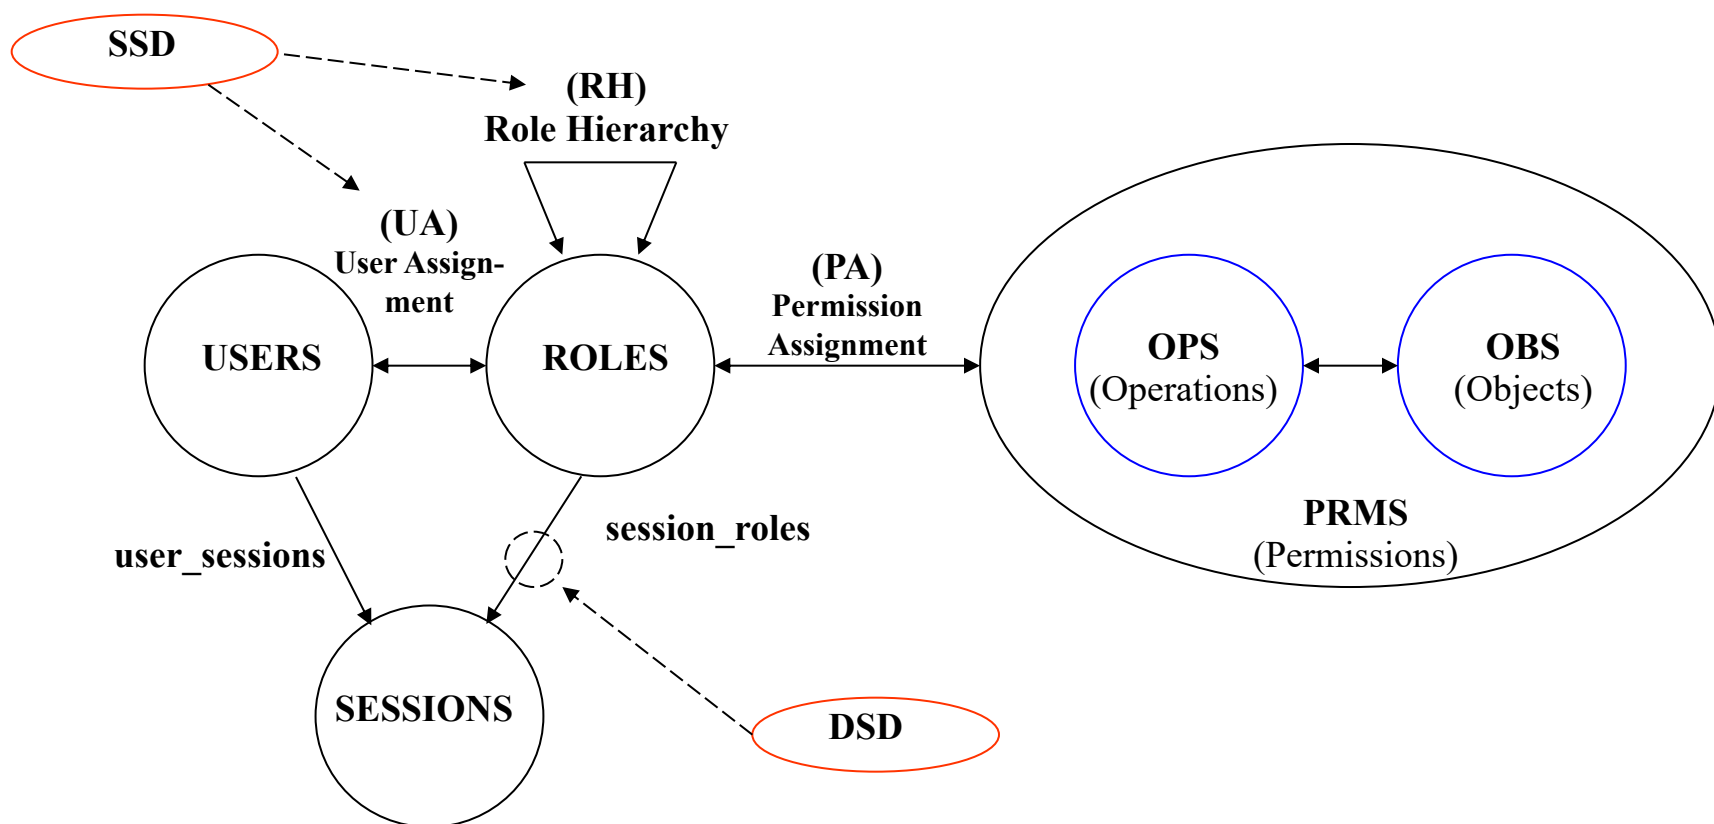 SSD
(RH)
Role Hierarchy
(UA)
User Assign-
ment
(PA)
Permission
Assignment
USERS
ROLES
OPS
(Operations)
OBS
(Objects)
PRMS
(Permissions)
user_sessions
session_roles
SESSIONS
DSD